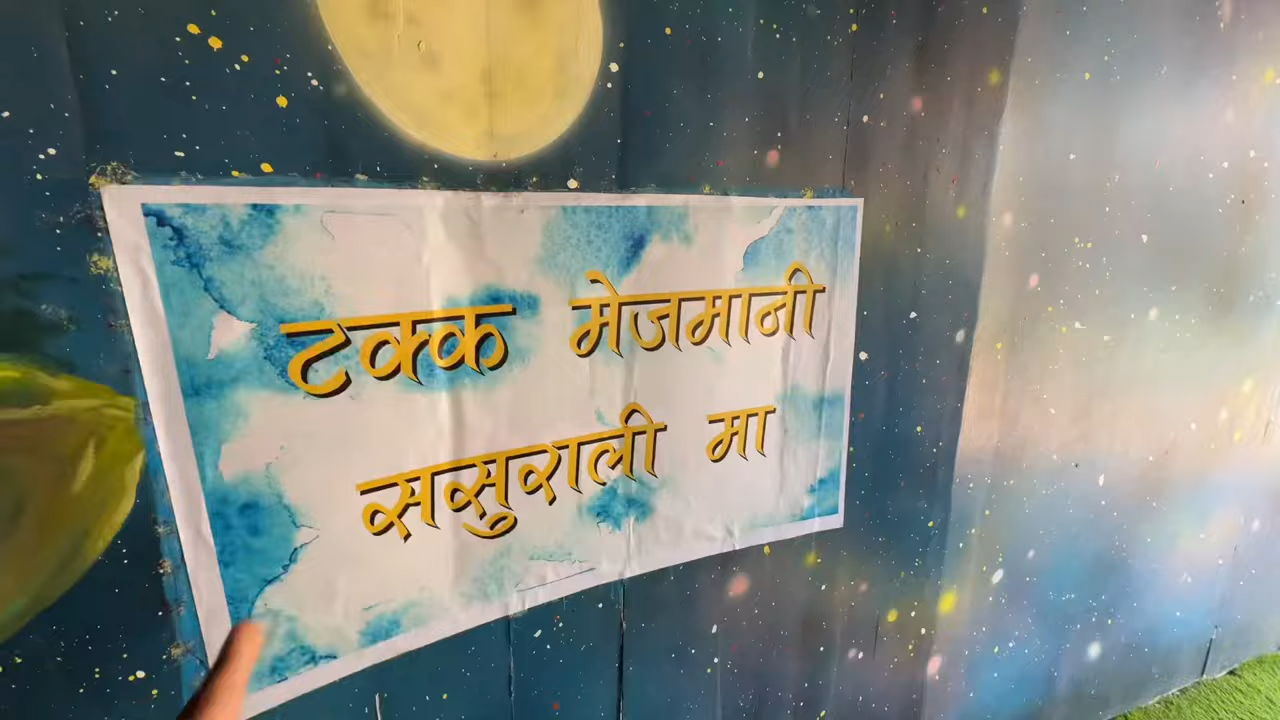 टक्क मेजमानी
ससुराली मा